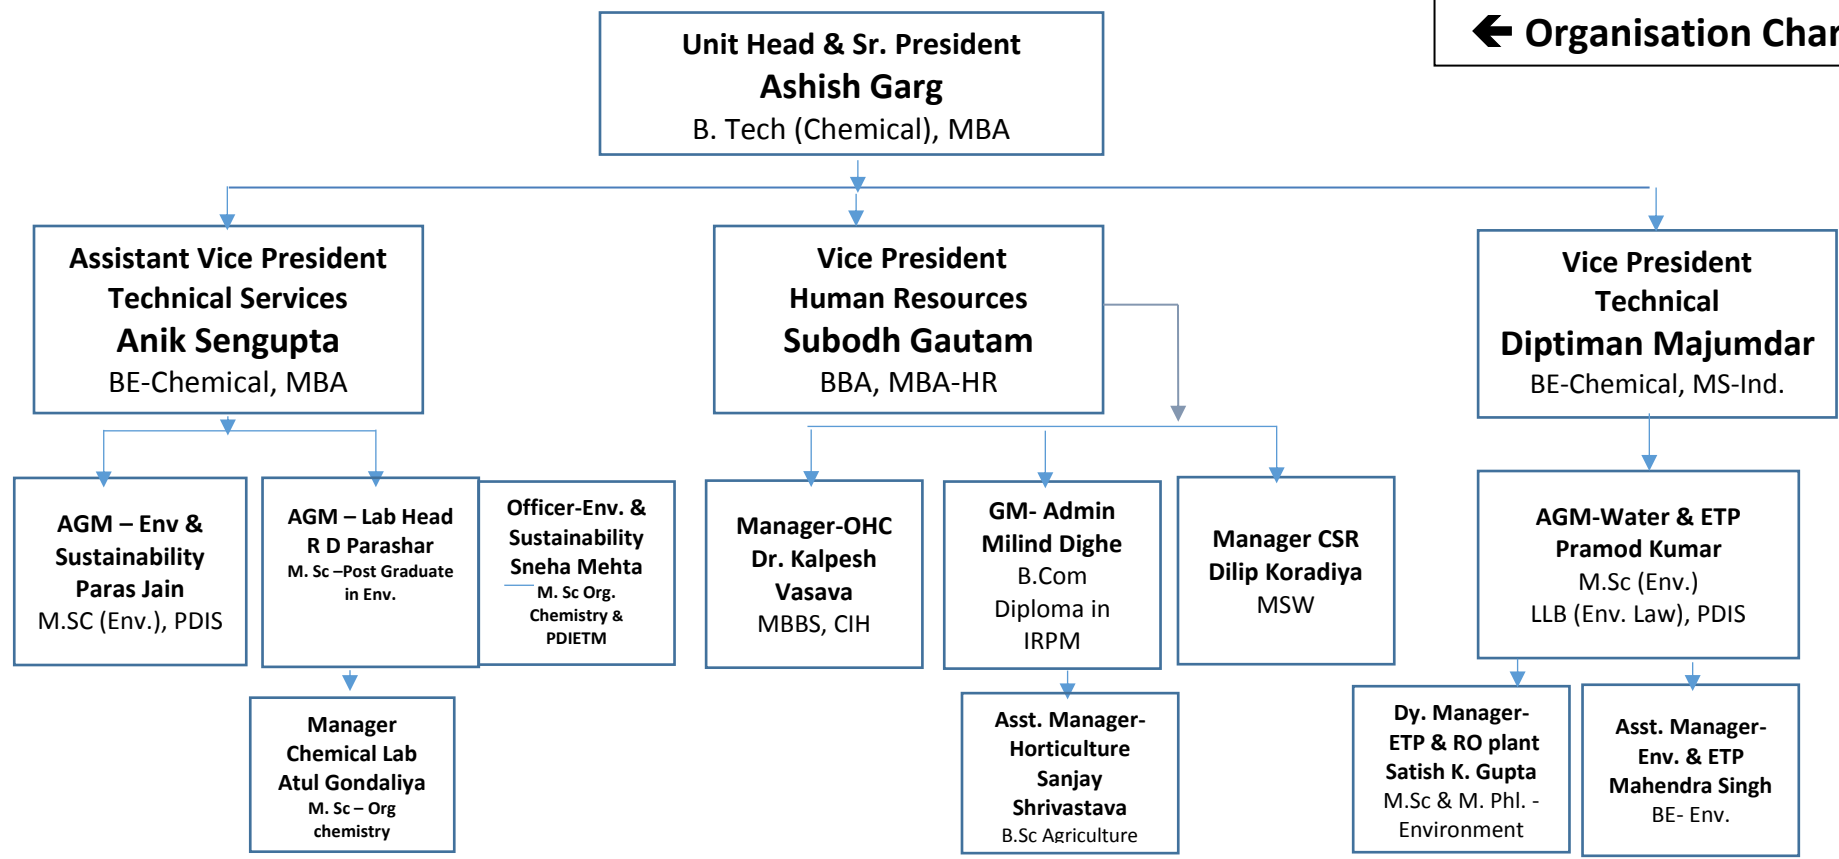 Unit Head & Sr. President
Ashish Garg
B. Tech (Chemical), MBA
🡸 Organisation Char
Assistant Vice President
Technical Services
Anik Sengupta
BE-Chemical, MBA
Vice President
Human Resources
Subodh Gautam
BBA, MBA-HR
Vice President
Technical
Diptiman Majumdar
BE-Chemical, MS-Ind.
AGM – Env &
Sustainability
Paras Jain
M.SC (Env.), PDIS
AGM – Lab Head
R D Parashar
M. Sc –Post Graduate
in Env.
Officer-Env. &
Sustainability
Sneha Mehta
M. Sc Org.
Chemistry &
PDIETM
Manager-OHC
Dr. Kalpesh
Vasava
MBBS, CIH
GM- Admin
Milind Dighe
B.Com
Diploma in
IRPM
Manager CSR
Dilip Koradiya
MSW
AGM-Water & ETP
Pramod Kumar
M.Sc (Env.)
LLB (Env. Law), PDIS
Manager
Chemical Lab
Atul Gondaliya
M. Sc – Org
chemistry
Asst. Manager-
Horticulture
Sanjay
Shrivastava
B.Sc Agriculture
Dy. Manager-
ETP & RO plant
Satish K. Gupta
M.Sc & M. Phl. -
Environment
Asst. Manager-
Env. & ETP
Mahendra Singh
BE- Env.